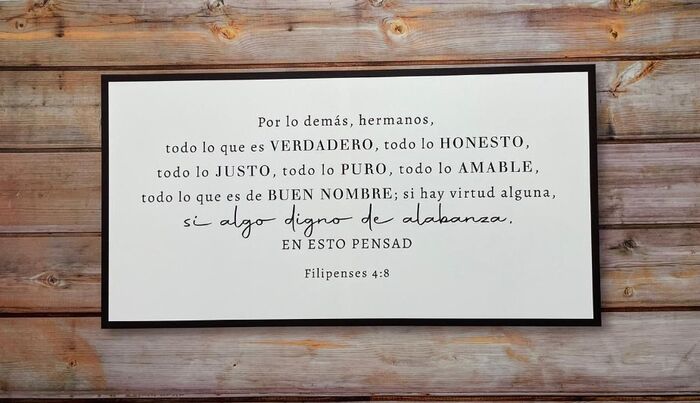 Por lo demás, hermanos,
todo lo que es VERDADERO, todo lo HONESTO,
todo lo JUSTO, todo lo PURO, todo lo AMABLE,
todo lo que es de BUEN NOMBRE; si hay virtud alguna,
si algo digno de alabanza.
EN ESTO PENSAD
Filipenses 4:8